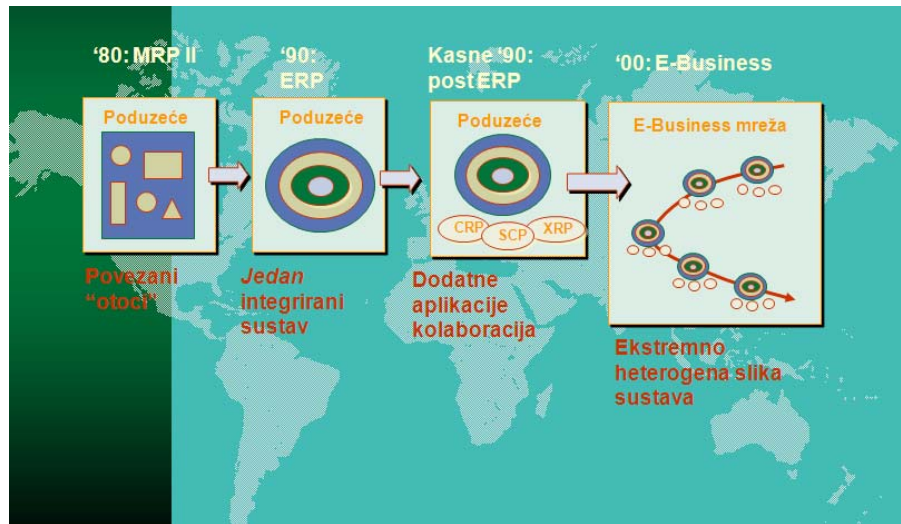 ‘80: MRP II
Poduzeće
Povezani
“otoci”
‘90:
ERP
Poduzeće
Jedan
integrirani
sustav
Kasne ‘90:
post ERP
Poduzeće
CRP
SCP
XRP
Dodatne
aplikacije
kolaboracija
‘00: E-Business
E-Business mreža
Ekstremno
heterogena slika
sustava